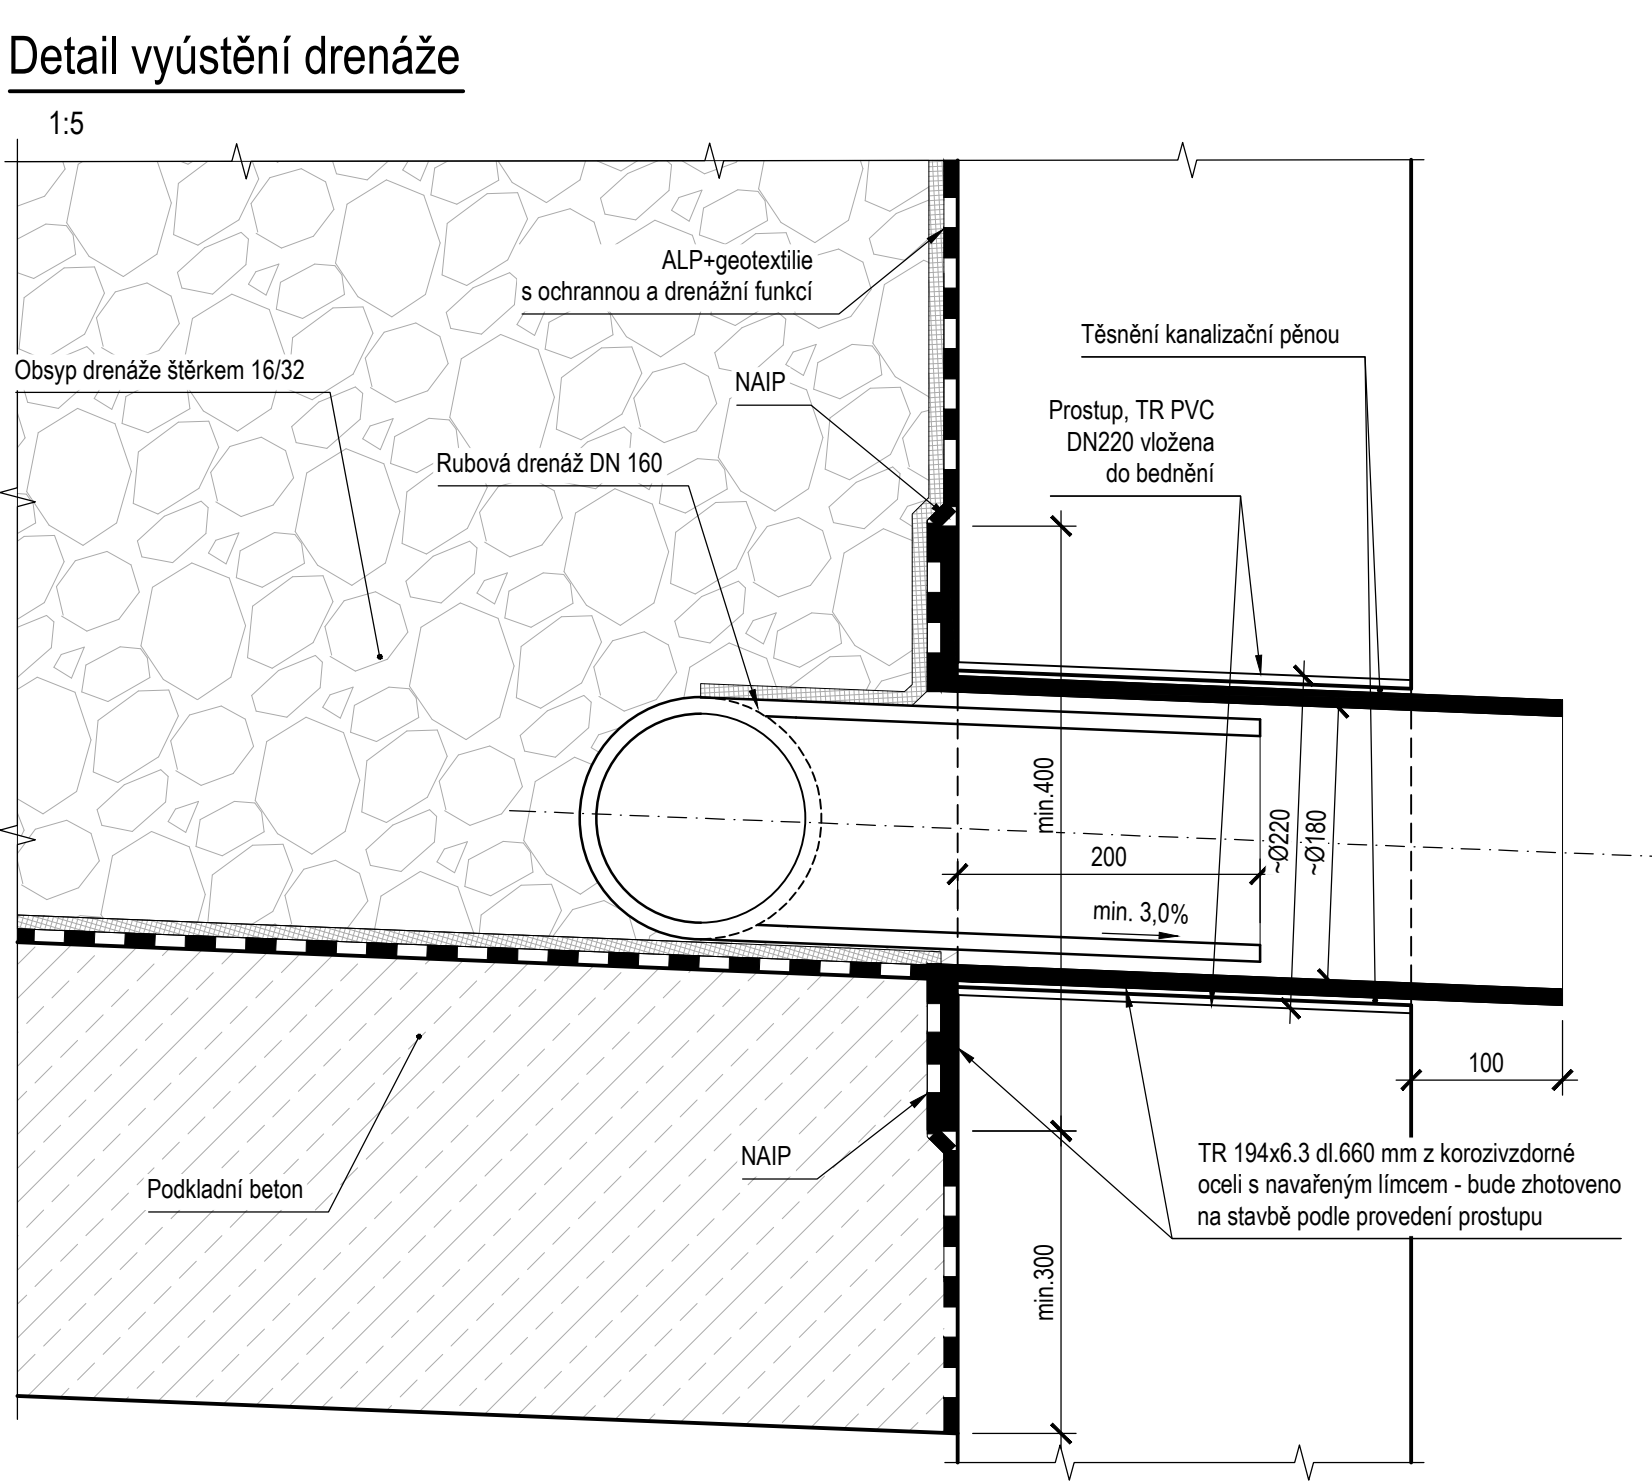 Detail vyústění drenáže
1:5
ALP+geotextilie
s ochrannou a drenážní funkcí
Těsnění kanalizační pěnou
Obsyp drenáže štěrkem 16/32
NAIP
Prostup, TR PVC
DN220 vložena
do bednění
Rubová drenáž DN 160
min.400
~Ø220
~Ø180
200
min. 3,0%
100
NAIP
TR 194x6.3 dl.660 mm z korozivzdorné
oceli s navařeným límcem - bude zhotoveno
na stavbě podle provedení prostupu
Podkladní beton
min.300